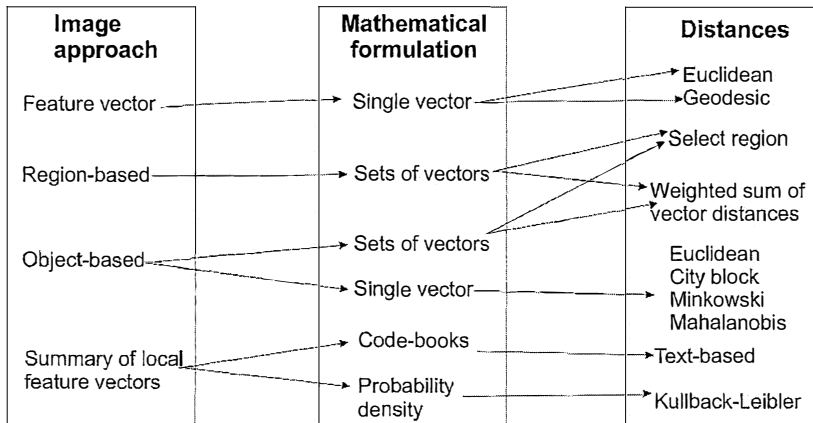 Image
approach
Feature vector
Region-based
Object-based
Summary of local
feature vectors
Mathematical
formulation
Single vector
Sets of vectors
Sets of vectors
Single vector
Code-books
Probability
density
Distances
Euclidean
Geodesic
Select region
Weighted sum of
vector distances
Euclidean
City block
Minkowski
Mahalanobis
Text-based
Kullback-Leibler